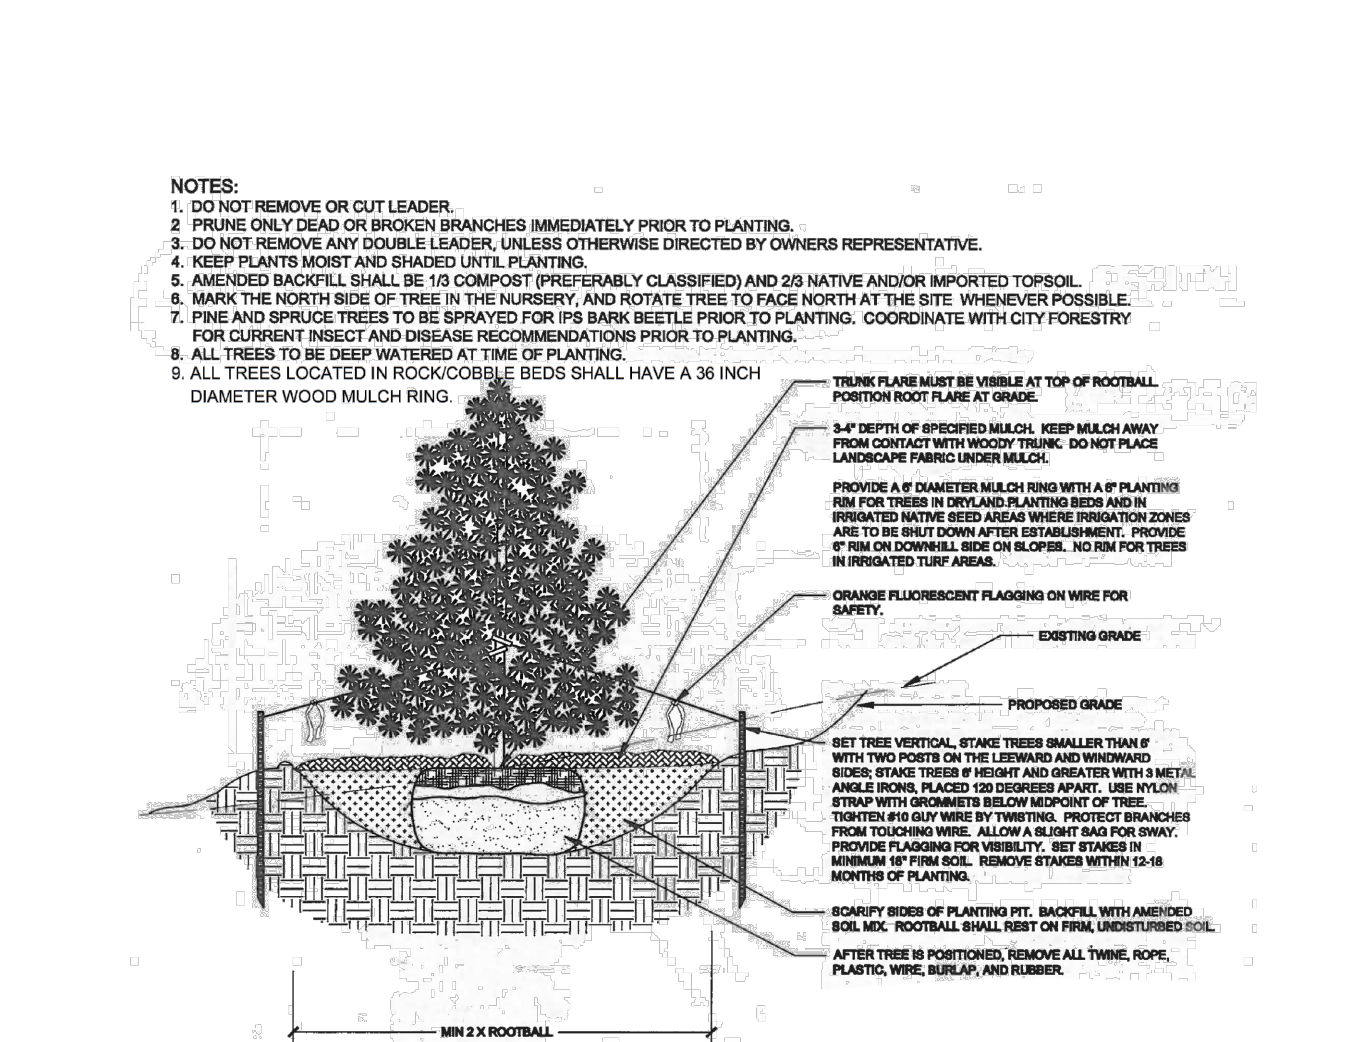 NOTES:
1. DO NOT REMOVE OR CUT LEADER.
2 PRUNE ONLY DEAD OR BROKEN BRANCHES IMMEDIATELY PRIOR TO PLANTING.
3. DO NOT REMOVE ANY DOUBLE LEADER, UNLESS OTHERWISE DIRECTED BY OWNERS REPRESENTATIVE.
4. KEEP PLANTS MOIST AND SHADED UNTIL PLANTING.
5. AMENDED BACKFILL SHALL BE 1/3 COMPOST (PREFERABLY CLASSIFIED) AND 2/3 NATIVE AND/OR IMPORTED TOPSOIL.
6. MARK THE NORTH SIDE OF TREE IN THE NURSERY, AND ROTATE TREE TO FACE NORTH AT THE SITE WHENEVER POSSIBLE.
7. PINE AND SPRUCE TREES TO BE SPRAYED FOR IPS BARK BEETLE PRIOR TO PLANTING. COORDINATE WITH CITY FORESTRY
FOR CURRENT INSECT AND DISEASE RECOMMENDATIONS PRIOR TO PLANTING.
8. ALL TREES TO BE DEEP WATERED AT TIME OF PLANTING.
9. ALL TREES LOCATED IN ROCK/COBBLE BEDS SHALL HAVE A 36 INCH
DIAMETER WOOD MULCH RING.
TRUNK FLARE MUST BE VISIBLE AT TOP OF ROOTBALL.
POSITION ROOT FLARE AT GRADE.
3-4" DEPTH OF SPECIFIED MULCH. KEEP MULCH AWAY
FROM CONTACT WITH WOODY TRUNK. DO NOT PLACE
LANDSCAPE FABRIC UNDER MULCH.
PROVIDE A 6' DIAMETER MULCH RING WITH A 6" PLANTING
RIM FOR TREES IN DRYLAND PLANTING BEDS AND IN
IRRIGATED NATIVE SEED AREAS WHERE IRRIGATION ZONES
ARE TO BE SHUT DOWN AFTER ESTABLISHMENT. PROVIDE
6" RIM ON DOWNHILL SIDE ON SLOPES. NO RIM FOR TREES
IN IRRIGATED TURF AREAS.
ORANGE FLUORESCENT FLAGGING ON WIRE FOR
SAFETY.
EXISTING GRADE
PROPOSED GRADE
SET TREE VERTICAL, STAKE TREES SMALLER THAN 6'
WITH TWO POSTS ON THE LEEWARD AND WINDWARD
SIDES; STAKE TREES 6' HEIGHT AND GREATER WITH 3 METAL
ANGLE IRONS, PLACED 120 DEGREES APART. USE NYLON
STRAP WITH GROMMETS BELOW MIDPOINT OF TREE.
TIGHTEN #10 GUY WIRE BY TWISTING. PROTECT BRANCHES
FROM TOUCHING WIRE. ALLOW A SLIGHT SAG FOR SWAY.
PROVIDE FLAGGING FOR VISIBILITY. SET STAKES IN
MINIMUM 18" FIRM SOIL. REMOVE STAKES WITHIN 12-18
MONTHS OF PLANTING.
SCARIFY SIDES OF PLANTING PIT. BACKFILL WITH AMENDED
SOIL MIX. ROOTBALL SHALL REST ON FIRM, UNDISTURBED SOIL.
AFTER TREE IS POSITIONED, REMOVE ALL TWINE, ROPE,
PLASTIC, WIRE, BURLAP, AND RUBBER.
MIN 2 X ROOTBALL